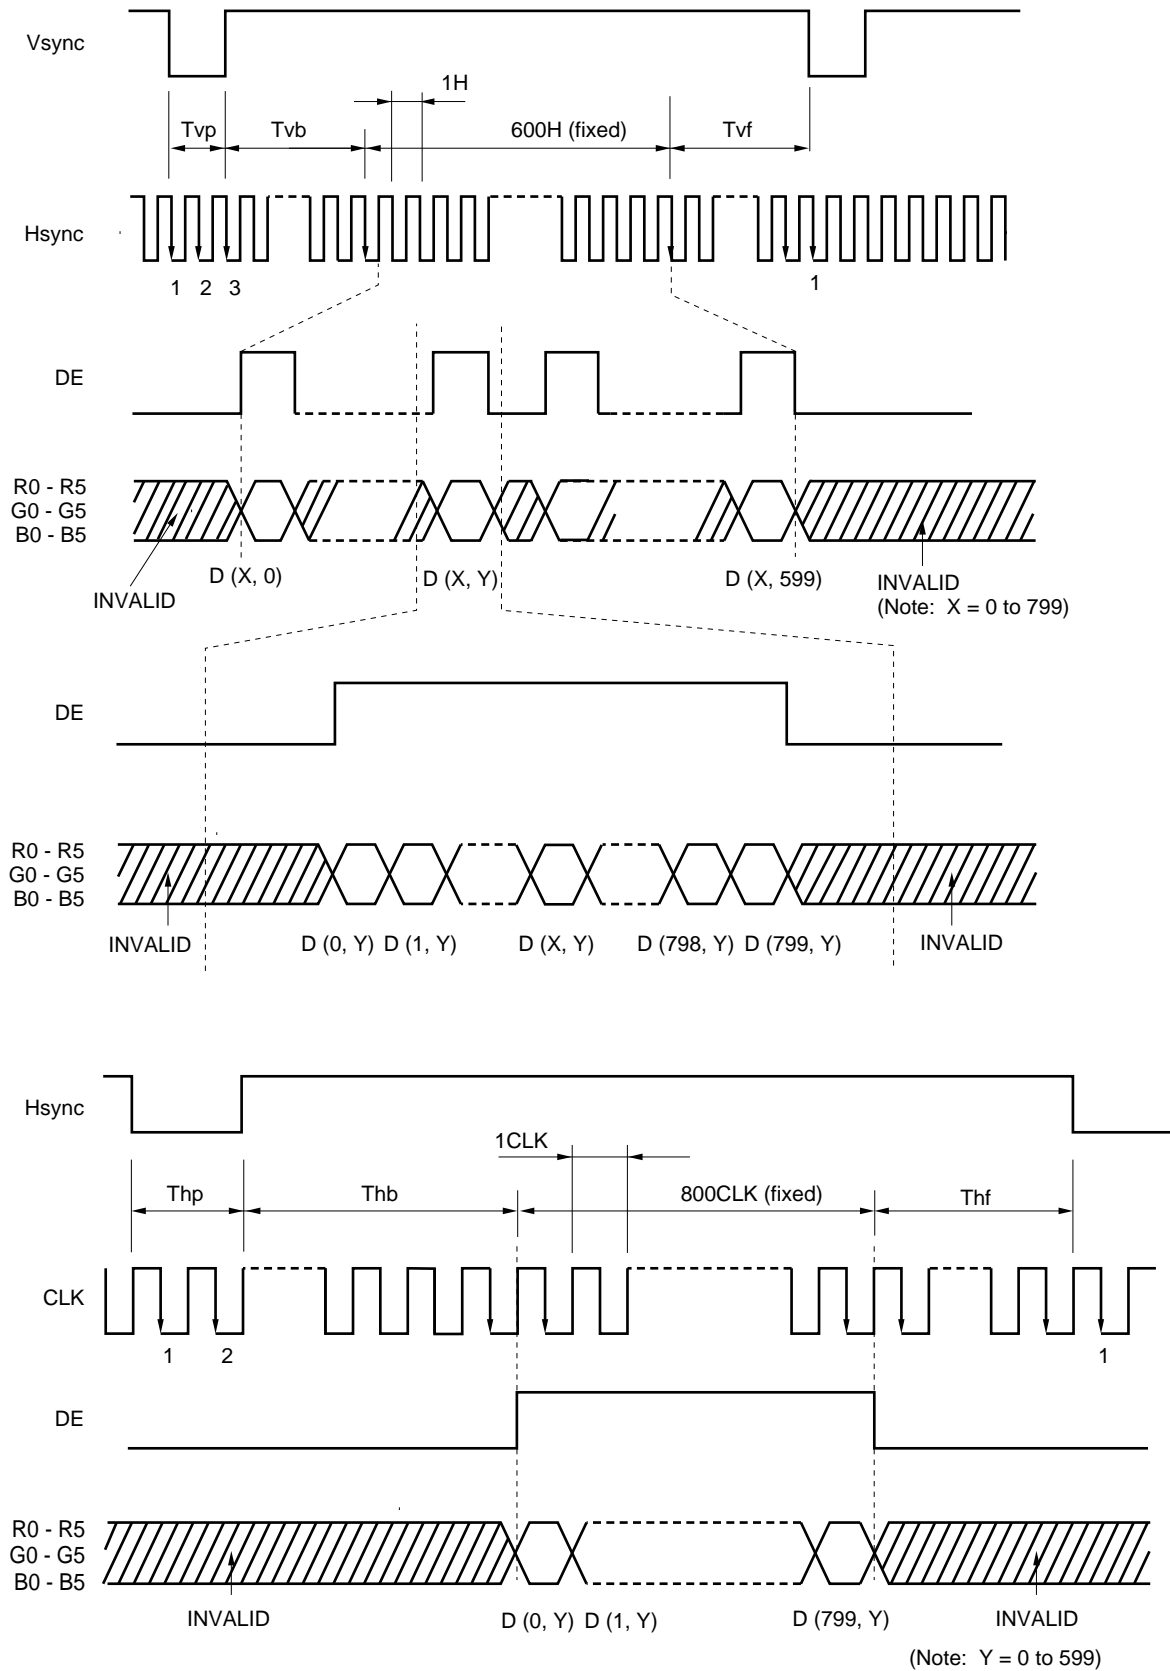 Vsync
1H
Tvp Tvb 600H (fixed) Tvf
Hsync
1 2 3 1
DE
R0 - R5
G0 - G5
B0 - B5
D (X, 0) D (X, Y) D (X, 599)
INVALID INVALID
(Note: X = 0 to 799)
DE
R0 - R5
G0 - G5
B0 - B5
INVALID D (0, Y) D (1, Y) D (X, Y) D (798, Y) D (799, Y) INVALID
Hsync
1CLK
Thp Thb 800CLK (fixed) Thf
CLK
1 2 1
DE
R0 - R5
G0 - G5
B0 - B5
INVALID D (0, Y) D (1, Y) D (799, Y) INVALID
(Note: Y = 0 to 599)